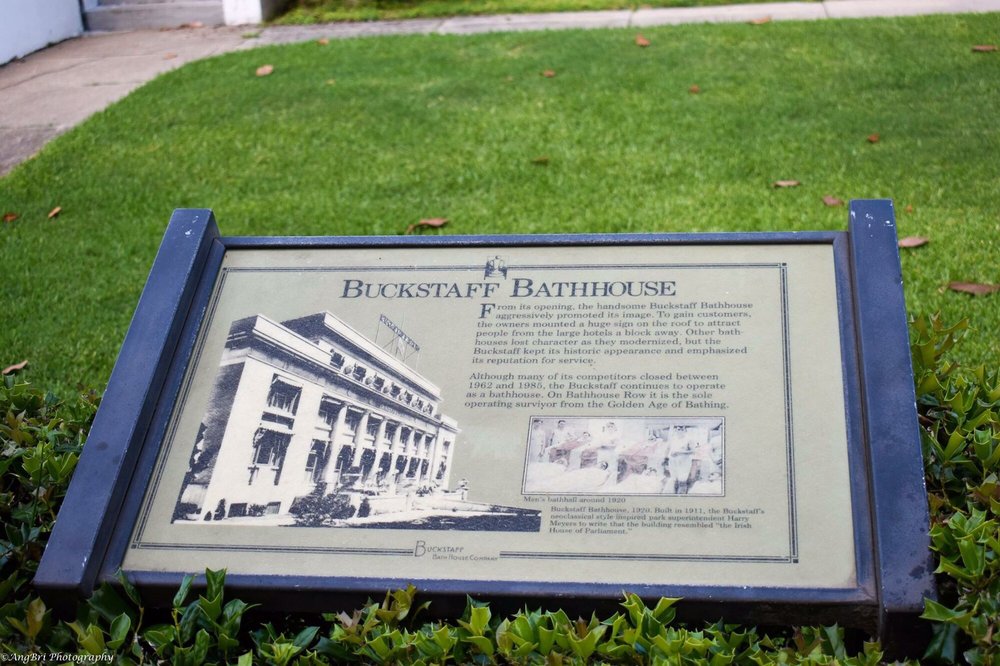 BUCKSTAFF BATHHOUSE
From its opening, the handsome Buckstaff Bathhouse
aggressively promoted its image. To gain customers,
the owners mounted a huge sign on the roof to attract
people from the large hotels a block away. Other bath-
houses lost character as they modernized, but the
Buckstaff kept its historic appearance and emphasized
its reputation for service.
Although many of its competitors closed between
1962 and 1985, the Buckstaff continues to operate
as a bathhouse. On Bathhouse Row it is the sole
operating survivor from the Golden Age of Bathing.
Men's bathhall around 1920
Buckstaff Bathhouse, 1920. Built in 1911, the Buckstaff's
neoclassical style inspired park superintendent Harry
Meyers to write that the building resembled "the Irish
House of Parliament."
BUCKSTAFF
BATH HOUSE COMPANY
©AngBri Photography